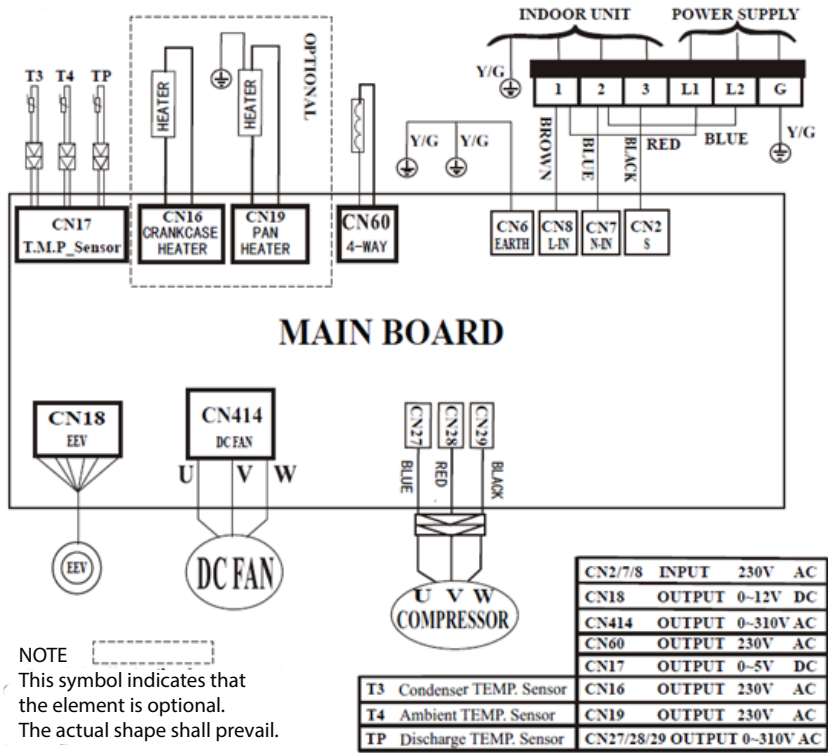 INDOOR UNIT POWER SUPPLY
T3 T4 TP
OPTIONAL
HEATER
HEATER
Y/G
1 2 3 L1 L2 G
Y/G Y/G
BROWN BLUE BLACK RED BLUE Y/G
CN17
T.M.P_Sensor
CN16
CRANKCASE
HEATER
CN19
PAN
HEATER
CN60
4-WAY
CN6
EARTH
CN8
L-IN
CN7
N-IN
CN2
S
MAIN BOARD
CN18
EEV
CN414
DC FAN
U V W
CN27 CN28 CN29
BLUE RED BLACK
EEV
DC FAN
U V W
COMPRESSOR
CN2/7/8 INPUT 230V AC
CN18 OUTPUT 0~12V DC
CN414 OUTPUT 0~310V AC
CN60 OUTPUT 230V AC
CN17 OUTPUT 0~5V DC
T3 Condenser TEMP. Sensor CN16 OUTPUT 230V AC
T4 Ambient TEMP. Sensor CN19 OUTPUT 230V AC
TP Discharge TEMP. Sensor CN27/28/29 OUTPUT 0~310V AC
NOTE
This symbol indicates that
the element is optional.
The actual shape shall prevail.